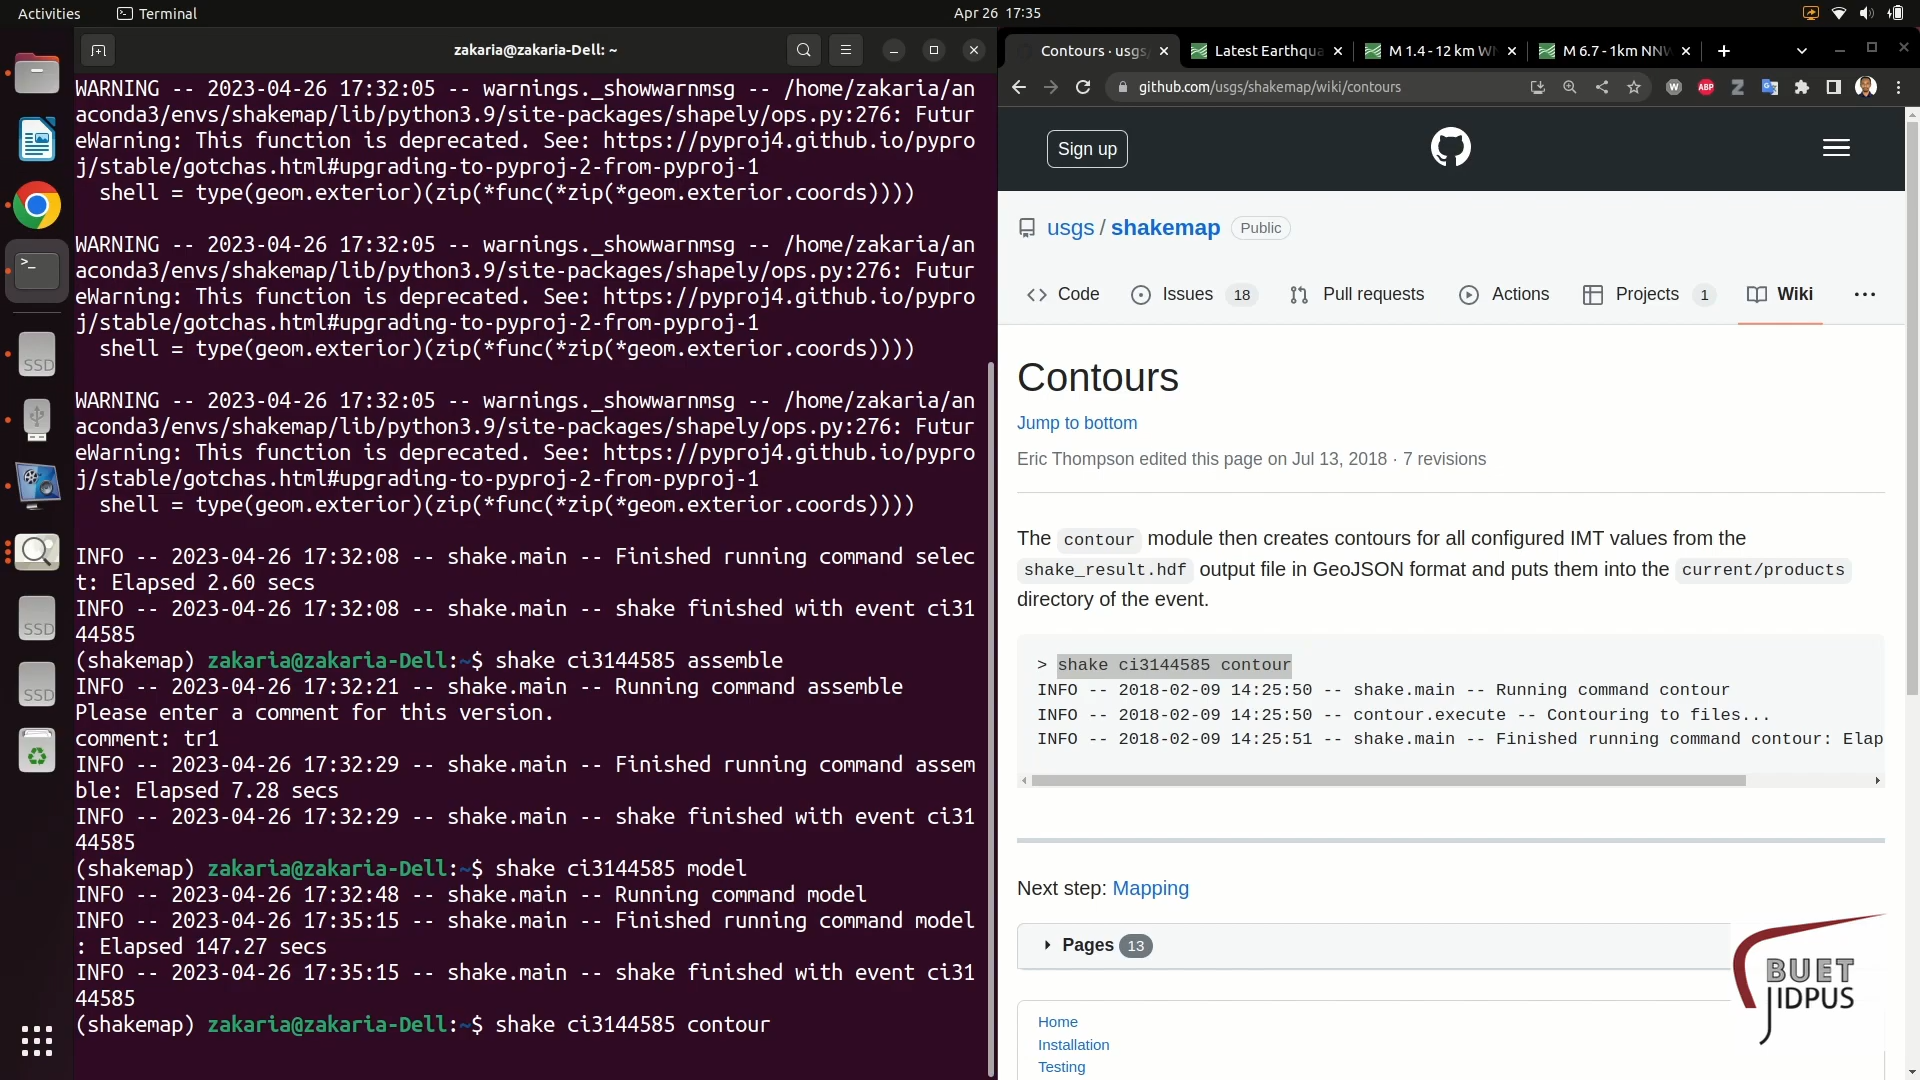 Activities
Terminal
Apr 26  17:35
zakaria@zakaria-Dell: ~
WARNING -- 2023-04-26 17:32:05 -- warnings._showwarnmsg -- /home/zakaria/an
aconda3/envs/shakemap/lib/python3.9/site-packages/shapely/ops.py:276: Futur
eWarning: This function is deprecated. See: https://pyproj4.github.io/pypro
j/stable/gotchas.html#upgrading-to-pyproj-2-from-pyproj-1
  shell = type(geom.exterior)(zip(*func(*zip(*geom.exterior.coords))))
WARNING -- 2023-04-26 17:32:05 -- warnings._showwarnmsg -- /home/zakaria/an
aconda3/envs/shakemap/lib/python3.9/site-packages/shapely/ops.py:276: Futur
eWarning: This function is deprecated. See: https://pyproj4.github.io/pypro
j/stable/gotchas.html#upgrading-to-pyproj-2-from-pyproj-1
  shell = type(geom.exterior)(zip(*func(*zip(*geom.exterior.coords))))
WARNING -- 2023-04-26 17:32:05 -- warnings._showwarnmsg -- /home/zakaria/an
aconda3/envs/shakemap/lib/python3.9/site-packages/shapely/ops.py:276: Futur
eWarning: This function is deprecated. See: https://pyproj4.github.io/pypro
j/stable/gotchas.html#upgrading-to-pyproj-2-from-pyproj-1
  shell = type(geom.exterior)(zip(*func(*zip(*geom.exterior.coords))))
INFO -- 2023-04-26 17:32:08 -- shake.main -- Finished running command selec
t: Elapsed 2.60 secs
INFO -- 2023-04-26 17:32:08 -- shake.main -- shake finished with event ci31
44585
(shakemap) zakaria@zakaria-Dell:~$ shake ci3144585 assemble
INFO -- 2023-04-26 17:32:21 -- shake.main -- Running command assemble
Please enter a comment for this version.
comment: tr1
INFO -- 2023-04-26 17:32:29 -- shake.main -- Finished running command assem
ble: Elapsed 7.28 secs
INFO -- 2023-04-26 17:32:29 -- shake.main -- shake finished with event ci31
44585
(shakemap) zakaria@zakaria-Dell:~$ shake ci3144585 model
INFO -- 2023-04-26 17:32:48 -- shake.main -- Running command model
INFO -- 2023-04-26 17:35:15 -- shake.main -- Finished running command model
: Elapsed 147.27 secs
INFO -- 2023-04-26 17:35:15 -- shake.main -- shake finished with event ci31
44585
(shakemap) zakaria@zakaria-Dell:~$ shake ci3144585 contour
SSD
SSD
SSD
Contours · usgs/
Latest Earthqua
M 1.4 - 12 km W
M 6.7 - 1km NNW
github.com/usgs/shakemap/wiki/contours
ABP
Sign up
usgs / shakemap Public
Code
Issues 18
Pull requests
Actions
Projects 1
Wiki
Contours
Jump to bottom
Eric Thompson edited this page on Jul 13, 2018 · 7 revisions
The contour module then creates contours for all configured IMT values from the
shake_result.hdf output file in GeoJSON format and puts them into the current/products
directory of the event.
> shake ci3144585 contour
INFO -- 2018-02-09 14:25:50 -- shake.main -- Running command contour
INFO -- 2018-02-09 14:25:50 -- contour.execute -- Contouring to files...
INFO -- 2018-02-09 14:25:51 -- shake.main -- Finished running command contour: Elap
Next step: Mapping
Pages 13
BUET
JIDPUS
Home
Installation
Testing